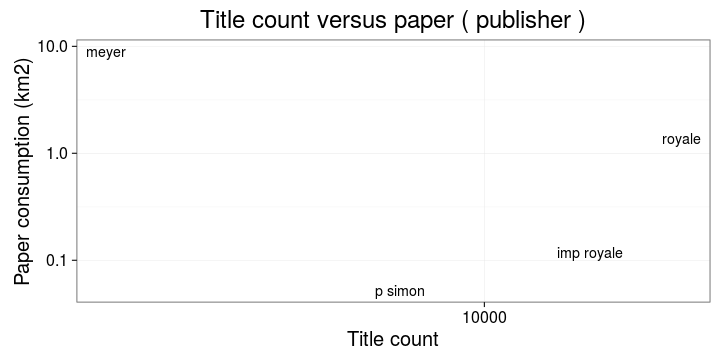 Title count versus paper ( publisher )
Paper consumption (km2)
10.0
1.0
0.1
meyer
royale
imp royale
p simon
10000
Title count